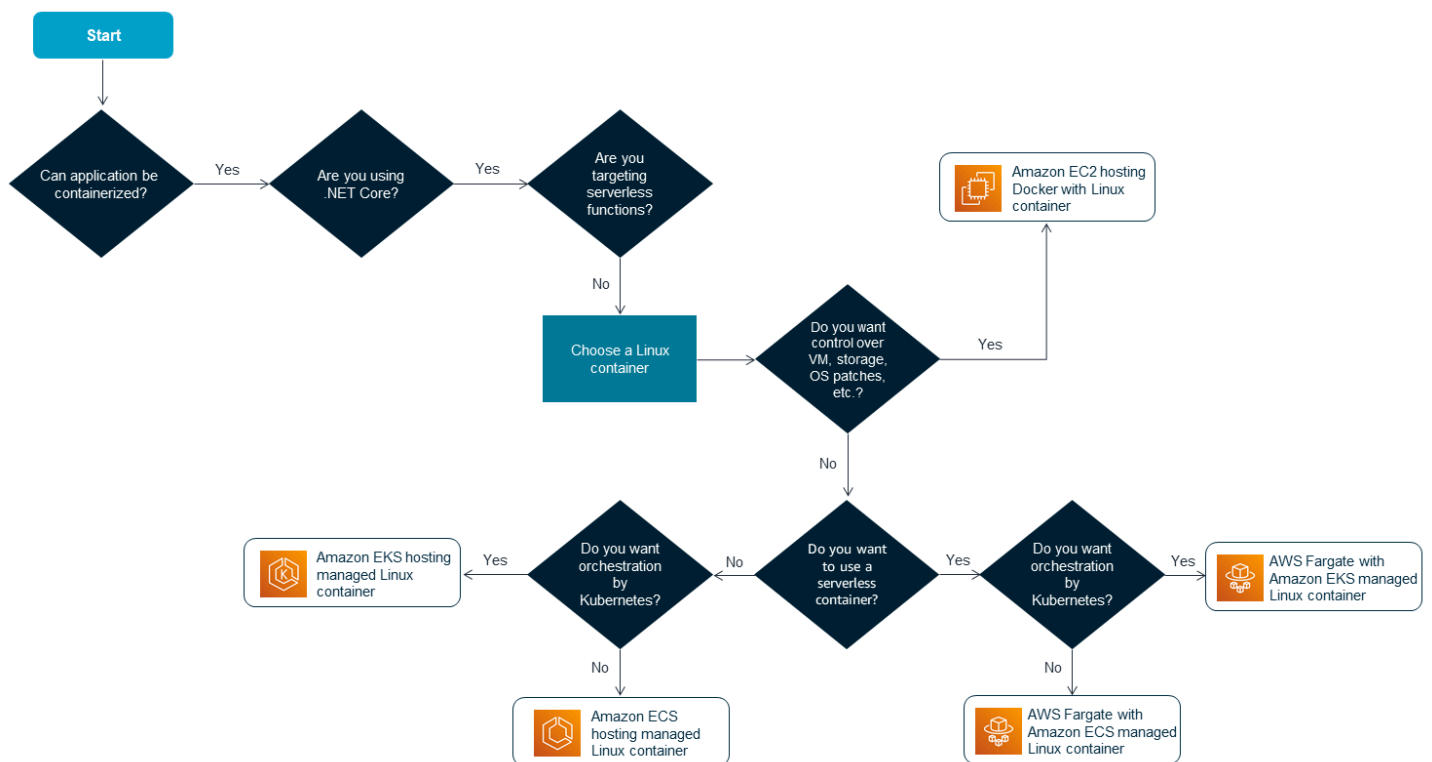 Start
Can application be
containerized?
Yes
Are you using
.NET Core?
Yes
Are you
targeting
serverless
functions?
No
Choose a Linux
container
Do you want
control over
VM, storage,
OS patches,
etc.?
Yes
Amazon EC2 hosting
Docker with Linux
container
No
Do you want
to use a
serverless
container?
No
Do you want
orchestration
by
Kubernetes?
Yes
K
Amazon EKS hosting
managed Linux
container
No
Amazon ECS
hosting managed
Linux container
Yes
Do you want
orchestration
by
Kubernetes?
Yes
AWS Fargate with
Amazon EKS managed
Linux container
No
AWS Fargate with
Amazon ECS managed
Linux container